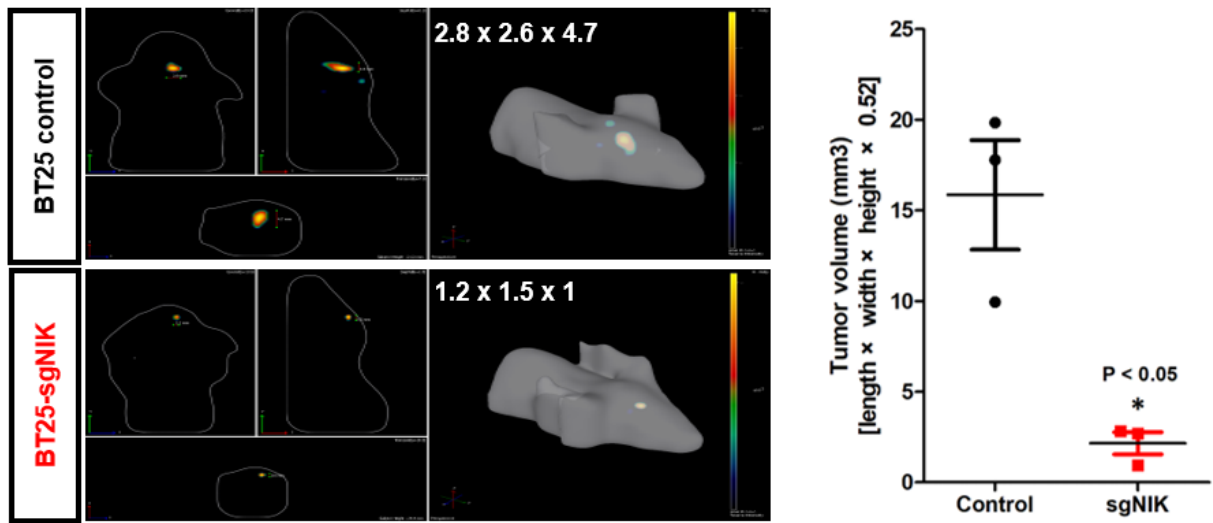 BT25 control
2.8 x 2.6 x 4.7
BT25-sgNIK
1.2 x 1.5 x 1
Tumor volume (mm3)
[length × width × height × 0.52]
25
20
15
10
5
0
P < 0.05
*
Control
sgNIK